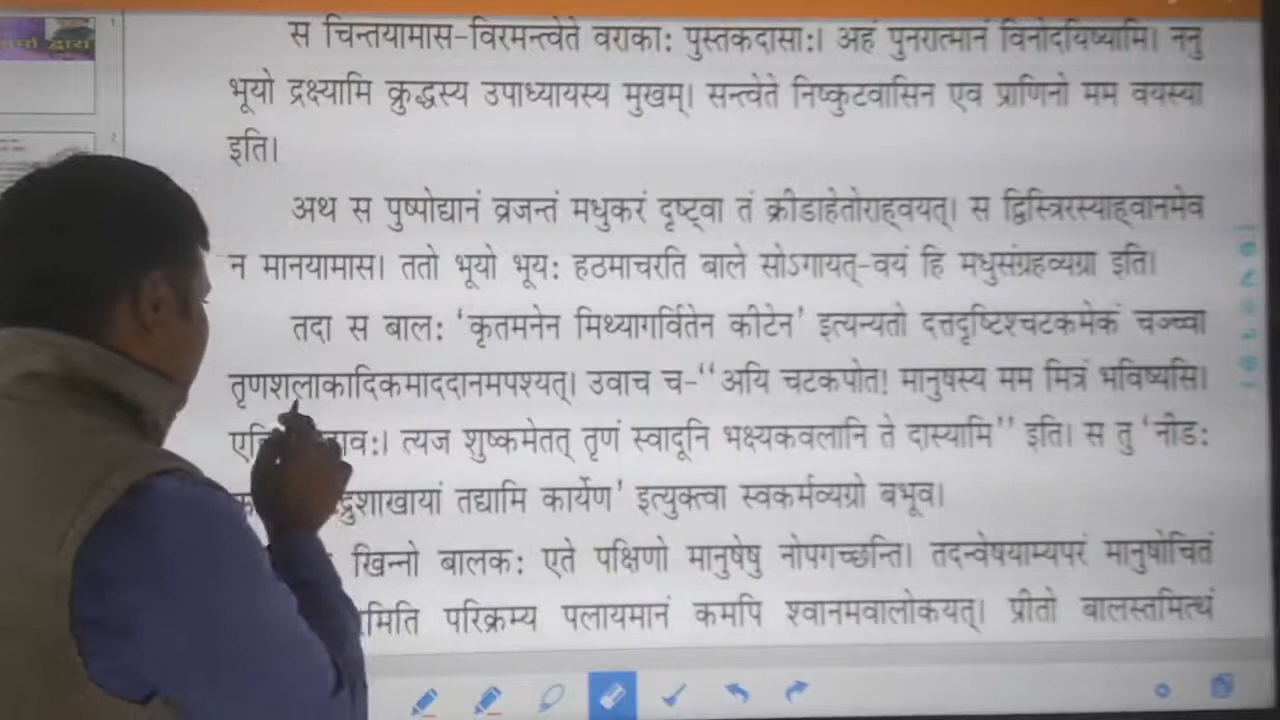 स चिन्तयामास-विरमन्त्वेते वराकाः पुस्तकदासाः। अहं पुनरात्मानं विनोदयिष्यामि। ननु
भूयो द्रक्ष्यामि क्रुद्धस्य उपाध्यायस्य मुखम्। सन्त्वेते निष्कुटवासिन एव प्राणिनो मम वयस्या
इति।
अथ स पुष्पोद्यानं व्रजन्तं मधुकरं दृष्ट्वा तं क्रीडाहेतोराह्वयत्। स द्विस्त्रिरस्याह्वानमेव
न मानयामास। ततो भूयो भूयः हठमाचरति बाले सोऽगायत्-वयं हि मधुसंग्रहव्यग्रा इति।
तदा स बालः 'कृतमनेन मिथ्यागर्वितेन कीटेन' इत्यन्यतो दत्तदृष्टिश्चटकमेकं चञ्च्वा
तृणशलाकादिकमाददानमपश्यत्। उवाच च-"अयि चटकपोत! मानुषस्य मम मित्रं भविष्यसि।
त्यज शुष्कमेतत् तृणं स्वादूनि भक्ष्यकवलानि ते दास्यामि" इति। स तु 'नीडः
द्रुशाखायां तद्यामि कार्येण' इत्युक्त्वा स्वकर्मव्यग्रो बभूव।
खिन्नो बालकः एते पक्षिणो मानुषेषु नोपगच्छन्ति। तदन्वेषयाम्यपरं मानुषोचितं
परिक्रम्य पलायमानं कमपि श्वानमवालोकयत्। प्रीतो बालस्तमित्थं